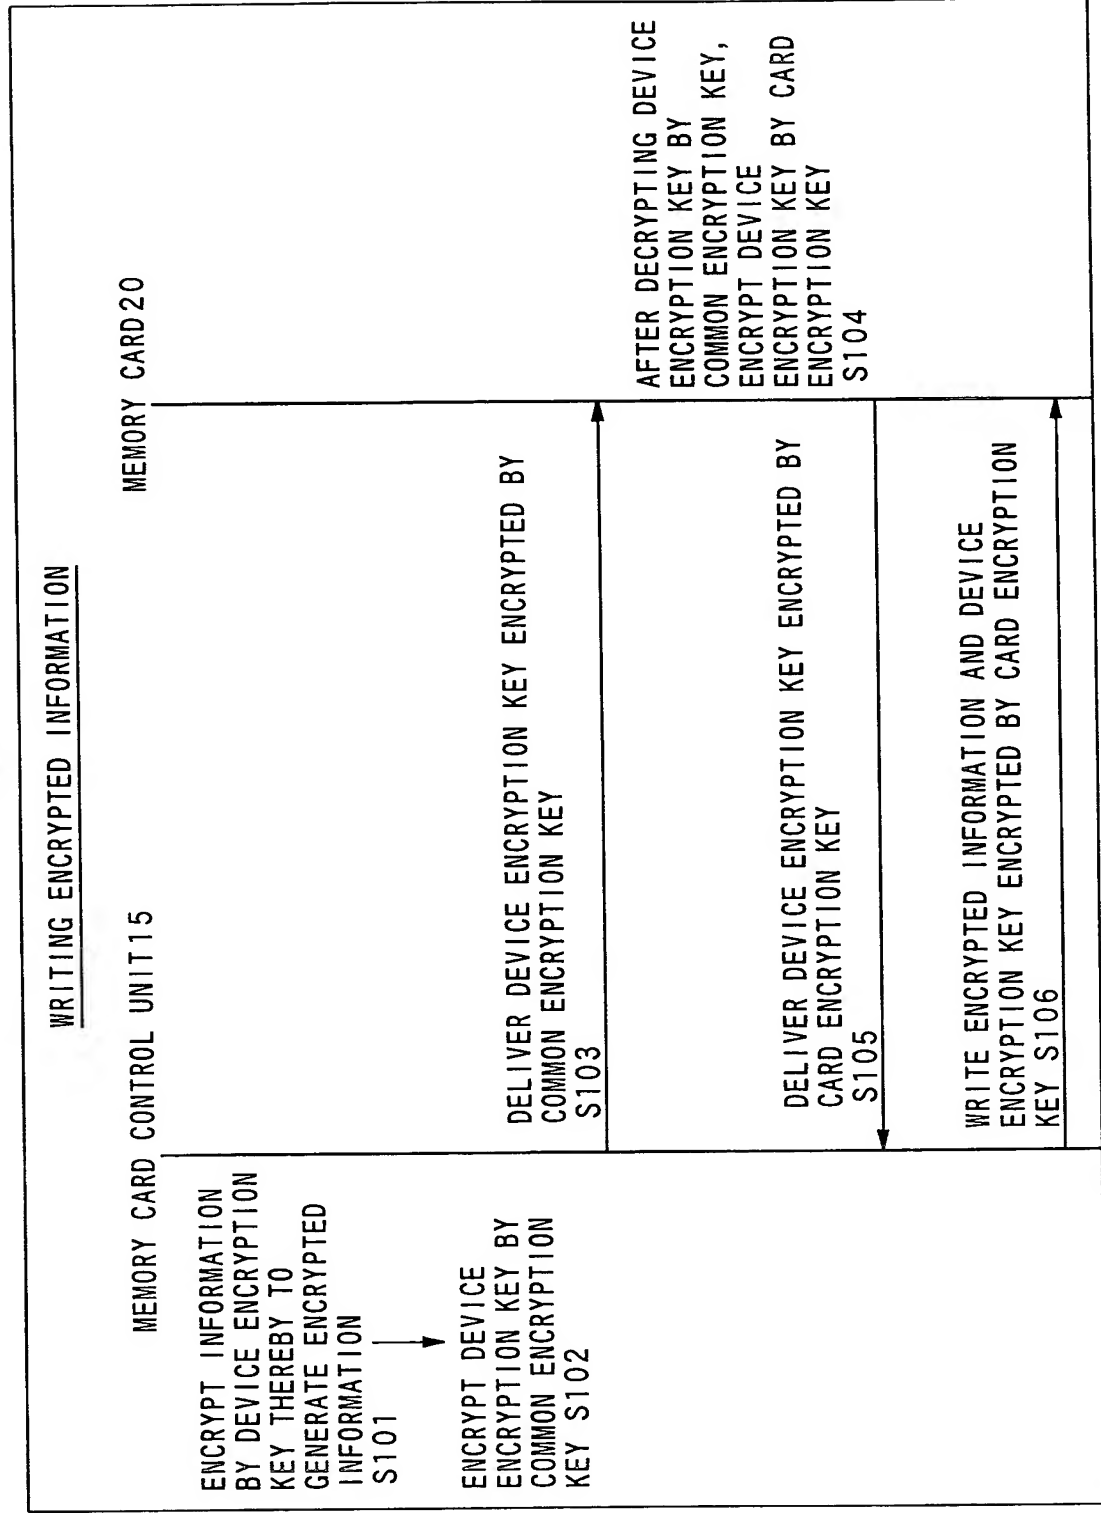 WRITING ENCRYPTED INFORMATION
MEMORY CARD CONTROL UNIT15
MEMORY CARD20
ENCRYPT INFORMATION
BY DEVICE ENCRYPTION
KEY THEREBY TO
GENERATE ENCRYPTED
INFORMATION
S101
ENCRYPT DEVICE
ENCRYPTION KEY BY
COMMON ENCRYPTION
KEY S102
DELIVER DEVICE ENCRYPTION KEY ENCRYPTED BY
COMMON ENCRYPTION KEY
S103
AFTER DECRYPTING DEVICE
ENCRYPTION KEY BY
COMMON ENCRYPTION KEY,
ENCRYPT DEVICE
ENCRYPTION KEY BY CARD
ENCRYPTION KEY
S104
DELIVER DEVICE ENCRYPTION KEY ENCRYPTED BY
CARD ENCRYPTION KEY
S105
WRITE ENCRYPTED INFORMATION AND DEVICE
ENCRYPTION KEY ENCRYPTED BY CARD ENCRYPTION
KEY S106